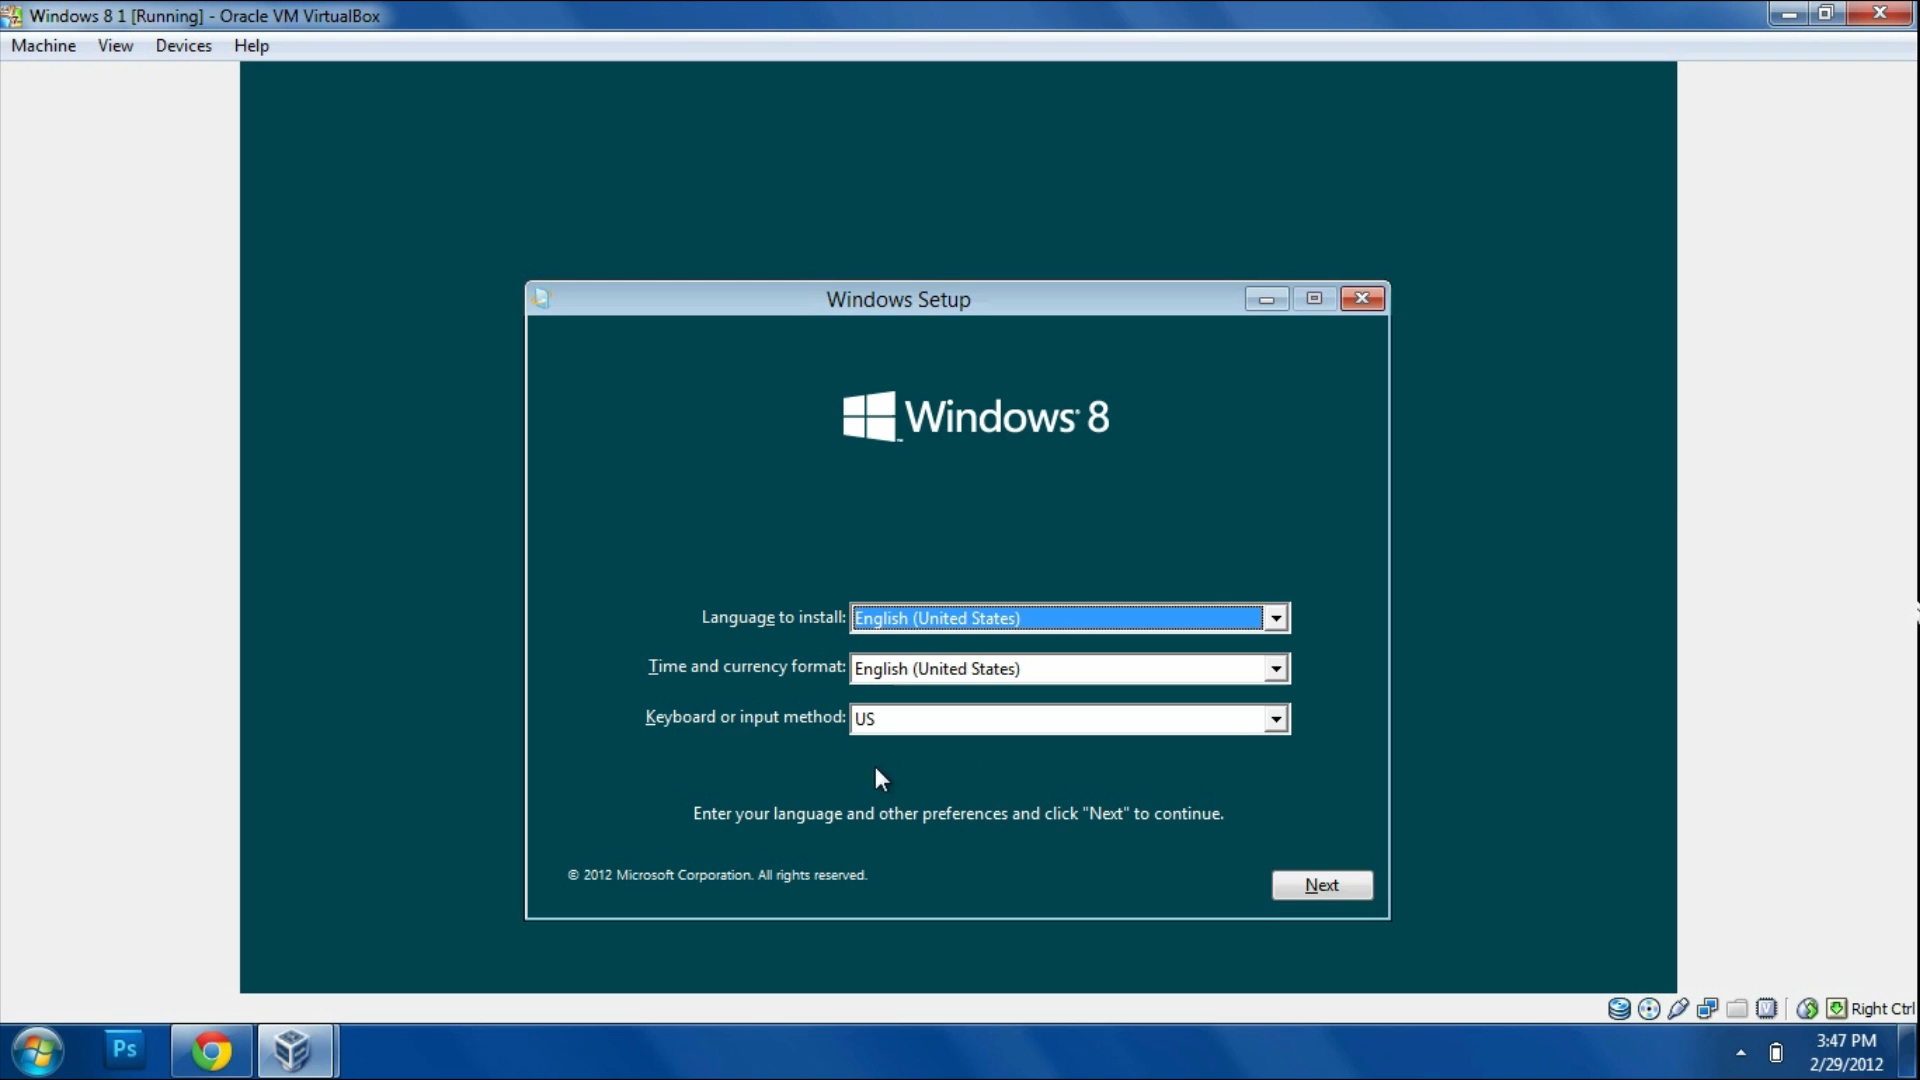 Windows 8 1 [Running] - Oracle VM VirtualBox
Machine View Devices Help
Windows Setup
Windows 8
Language to install: English (United States)
Time and currency format: English (United States)
Keyboard or input method: US
Enter your language and other preferences and click "Next" to continue.
© 2012 Microsoft Corporation. All rights reserved.
Next
Right Ctrl
Ps
3:47 PM
2/29/2012